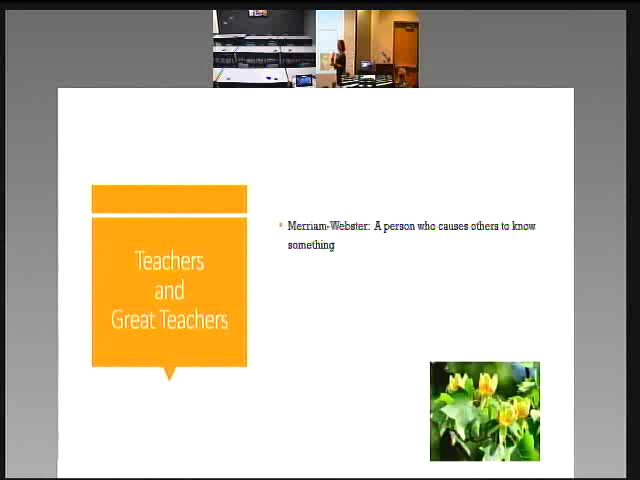 Teachers
and
Great Teachers
Merriam-Webster: A person who causes others to know
something